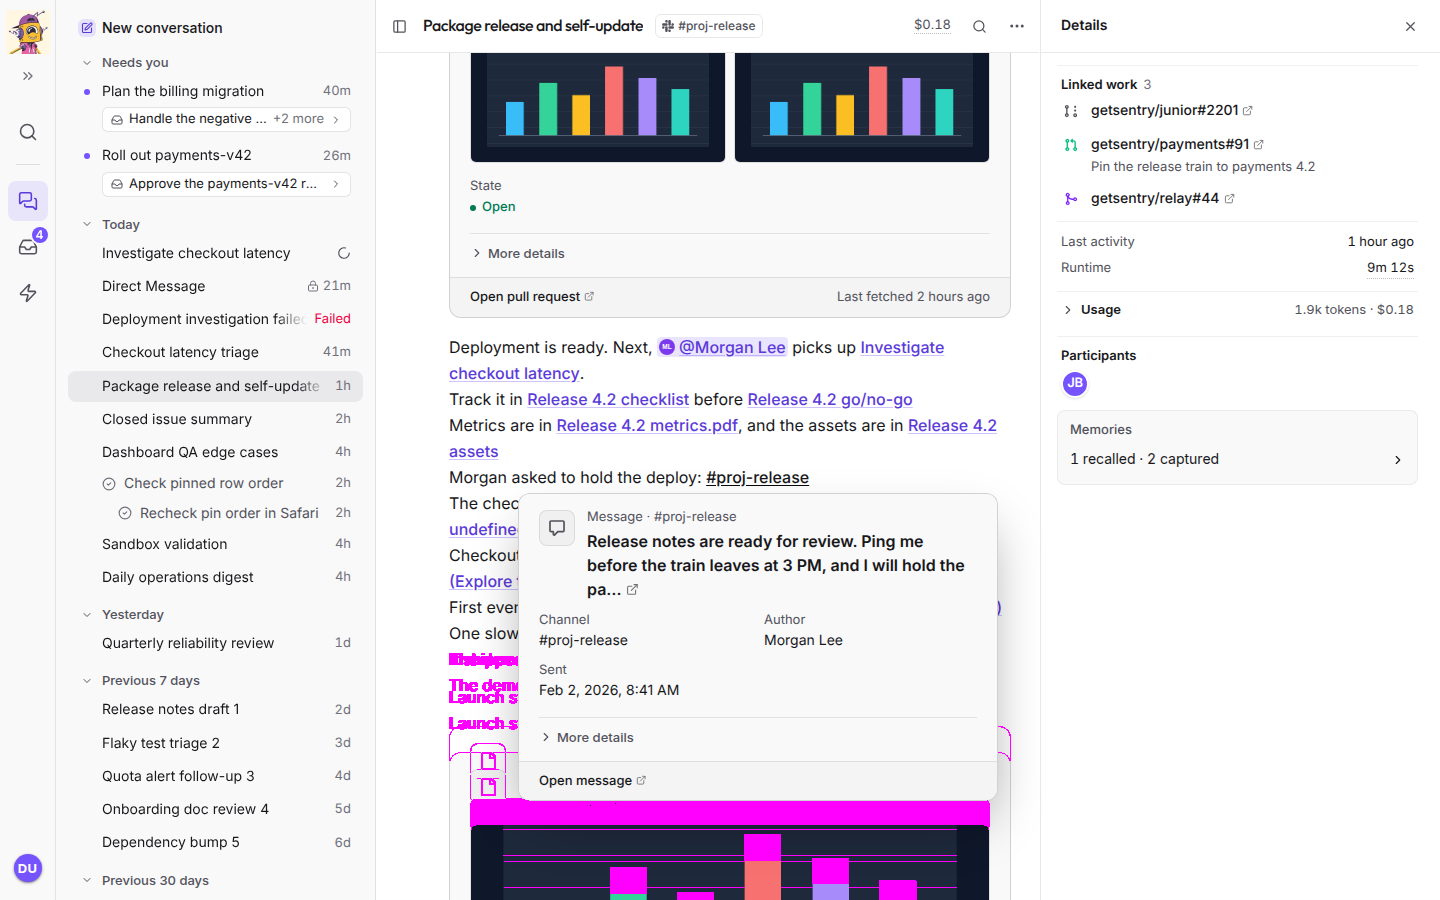 New conversation
Needs you
Plan the billing migration 40m
Handle the negative ... +2 more
Roll out payments-v42 26m
Approve the payments-v42 r...
Today
Investigate checkout latency
Direct Message 21m
Deployment investigation failed Failed
Checkout latency triage 41m
Package release and self-update 1h
Closed issue summary 2h
Dashboard QA edge cases 4h
Check pinned row order 2h
Recheck pin order in Safari 2h
Sandbox validation 4h
Daily operations digest 4h
Yesterday
Quarterly reliability review 1d
Previous 7 days
Release notes draft 1 2d
Flaky test triage 2 3d
Quota alert follow-up 3 4d
Onboarding doc review 4 5d
Dependency bump 5 6d
Previous 30 days
4
DU
Package release and self-update #proj-release $0.18
State
Open
More details
Open pull request Last fetched 2 hours ago
Deployment is ready. Next, ML @Morgan Lee picks up Investigate
checkout latency.
Track it in Release 4.2 checklist before Release 4.2 go/no-go
Metrics are in Release 4.2 metrics.pdf, and the assets are in Release 4.2
assets
Morgan asked to hold the deploy: #proj-release
The chec
undefined
Checkout
(Explore
First ever )
One slow
The demo
Launch s
Launch s
Message · #proj-release
Release notes are ready for review. Ping me
before the train leaves at 3 PM, and I will hold the
pa...
Channel Author
#proj-release Morgan Lee
Sent
Feb 2, 2026, 8:41 AM
More details
Open message
Details
Linked work 3
getsentry/junior#2201
getsentry/payments#91
Pin the release train to payments 4.2
getsentry/relay#44
Last activity 1 hour ago
Runtime 9m 12s
Usage 1.9k tokens · $0.18
Participants
JB
Memories
1 recalled · 2 captured